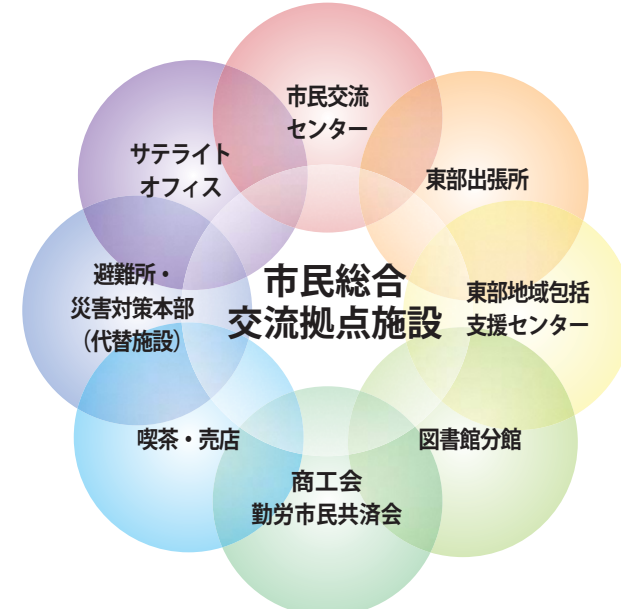 市民交流
センター
東部出張所
東部地域包括
支援センター
図書館分館
商工会
勤労市民共済会
喫茶・売店
避難所・
災害対策本部
（代替施設）
サテライト
オフィス
市民総合
交流拠点施設